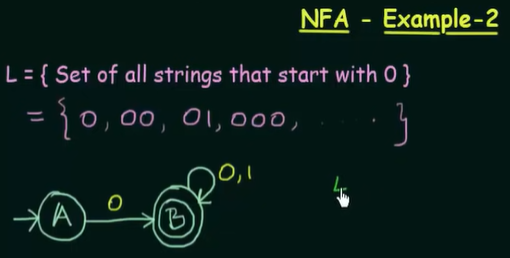 NFA - Example-2
L = { Set of all strings that start with 0 }
= { 0, 00, 01, 000, . . . . }
0,1
A 0 B